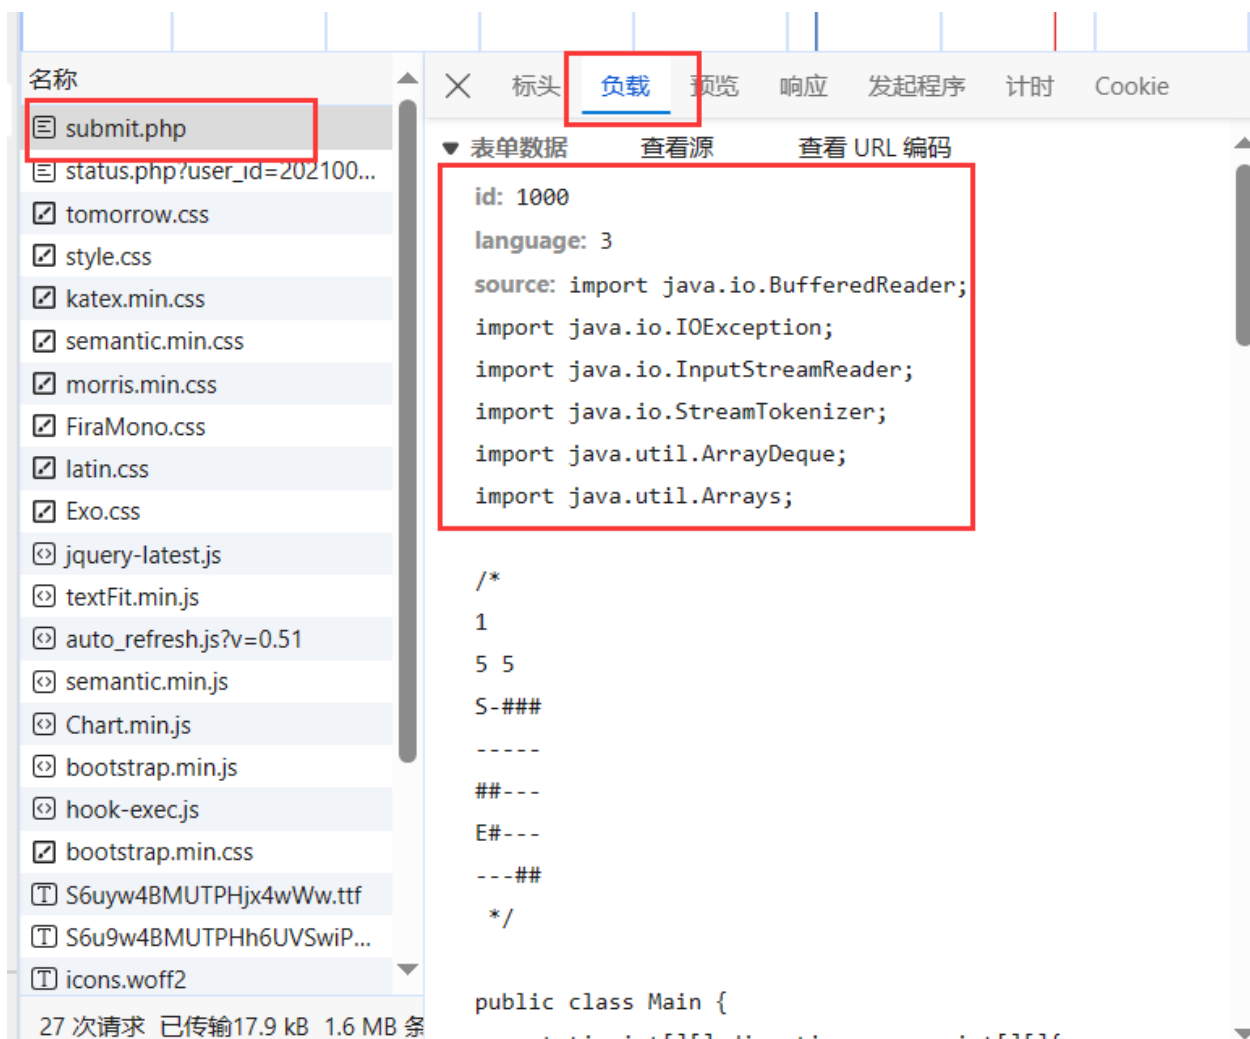 名称
submit.php
status.php?user_id=202100...
tomorrow.css
style.css
katex.min.css
semantic.min.css
morris.min.css
FiraMono.css
latin.css
Exo.css
jquery-latest.js
textFit.min.js
auto_refresh.js?v=0.51
semantic.min.js
Chart.min.js
bootstrap.min.js
hook-exec.js
bootstrap.min.css
S6uyw4BMUTPHjx4wWw.ttf
S6u9w4BMUTPHh6UVSwiP...
icons.woff2
27 次请求 已传输17.9 kB 1.6 MB 条
标头 负载 预览 响应 发起程序 计时 Cookie
表单数据 查看源 查看 URL 编码
id: 1000
language: 3
source: import java.io.BufferedReader;
import java.io.IOException;
import java.io.InputStreamReader;
import java.io.StreamTokenizer;
import java.util.ArrayDeque;
import java.util.Arrays;
/*
1
5 5
S-###
-----
##---
E#---
---##
*/
public class Main {